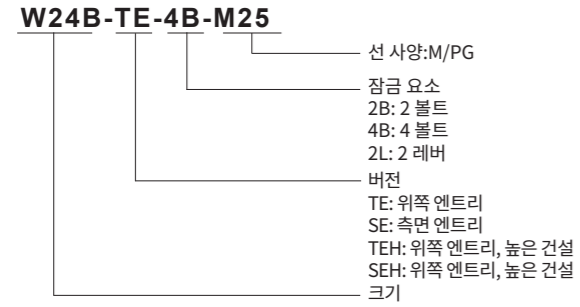 W24B-TE-4B-M25
선 사양:M/PG
잠금 요소
2B: 2 볼트
4B: 4 볼트
2L: 2 레버
버전
TE: 위쪽 엔트리
SE: 측면 엔트리
TEH: 위쪽 엔트리, 높은 건설
SEH: 위쪽 엔트리, 높은 건설
크기